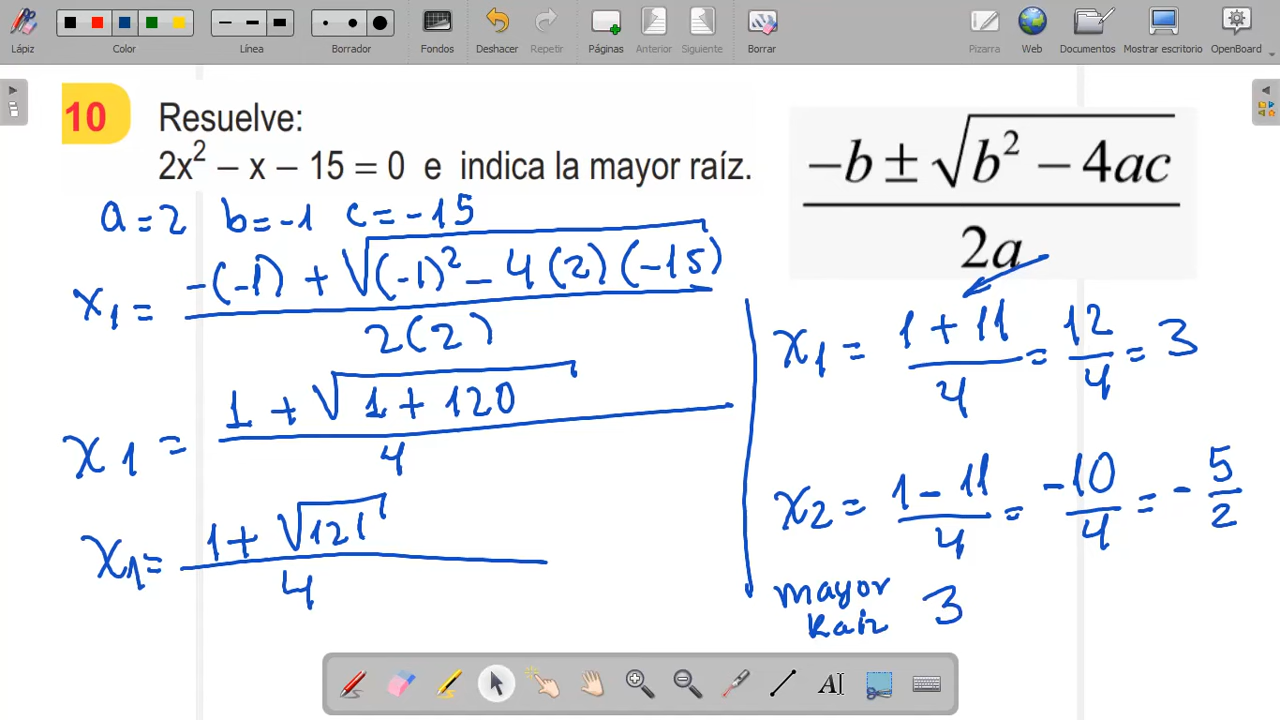 Lápiz Color Línea Borrador Fondos Deshacer Repetir Páginas Anterior Siguiente Borrar Pizarra Web Documentos Mostrar escritorio OpenBoard
10 Resuelve:
2x² − x − 15 = 0 e indica la mayor raíz.
a = 2 b = -1 c = -15
x₁ = (-(-1) + √((-1)² - 4(2)(-15))) / 2(2)
x1 = (1 + √(1 + 120)) / 4
x₁ = (1 + √121) / 4
(−b ± √(b² − 4ac)) / 2a
x₁ = (1 + 11) / 4 = 12/4 = 3
x₂ = (1 - 11) / 4 = -10/4 = -5/2
mayor
Raiz 3
AI